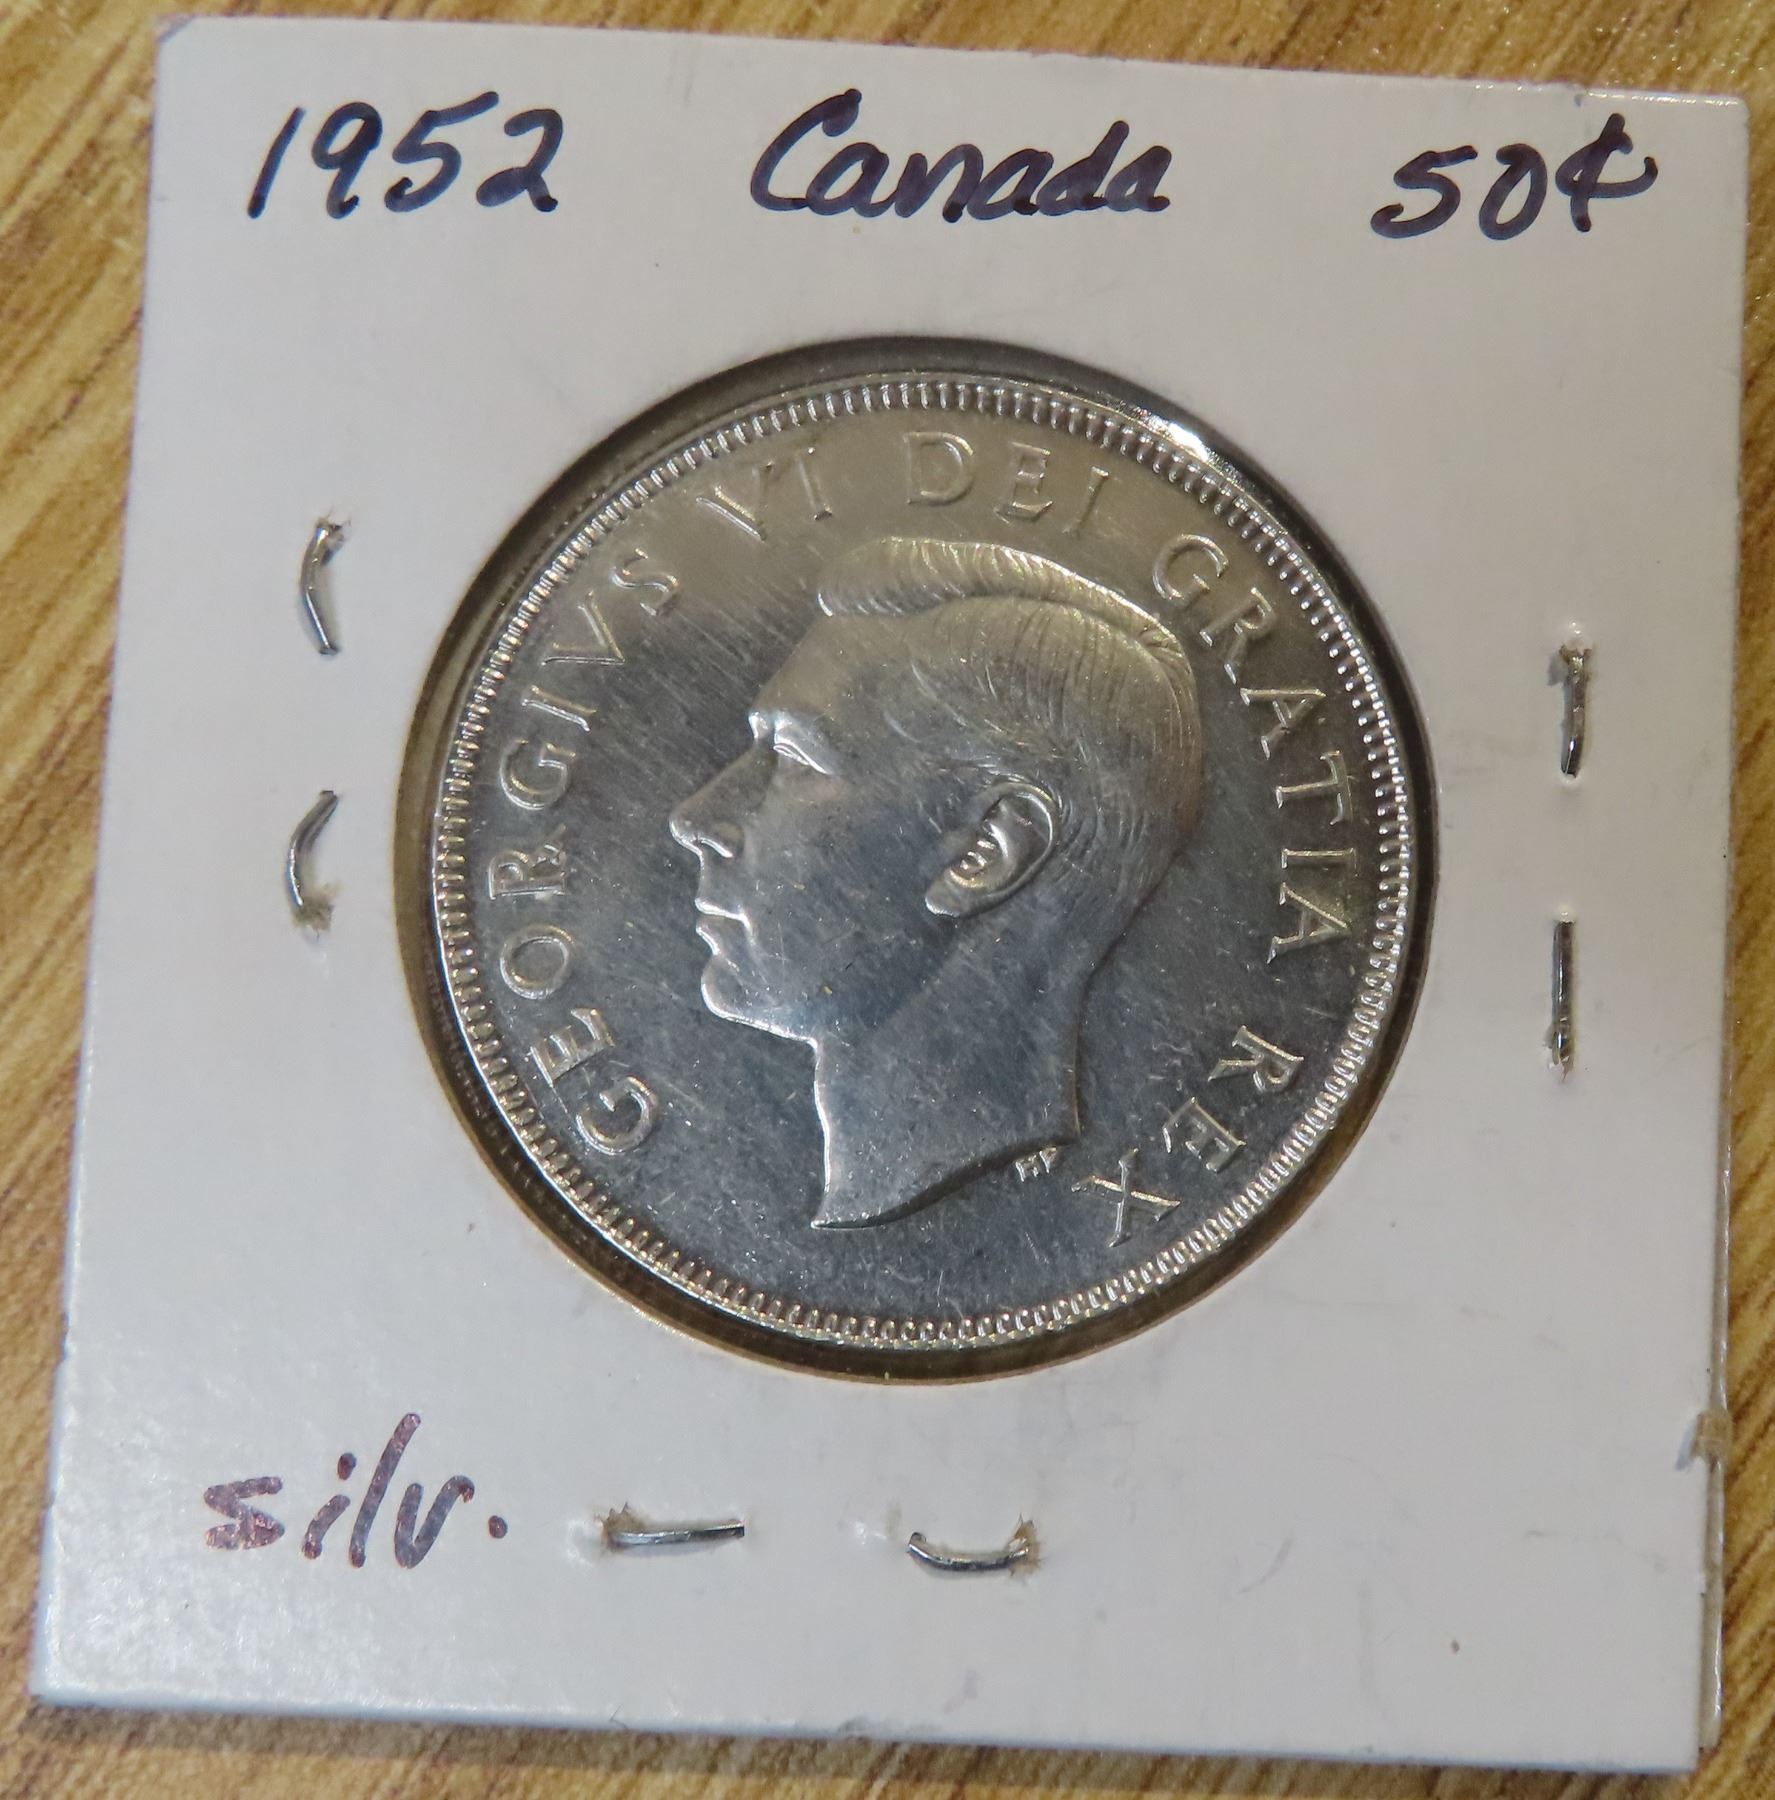 1952 Canada 50¢
GEORGIVS VI DEI GRATIA REX
HP
silv.